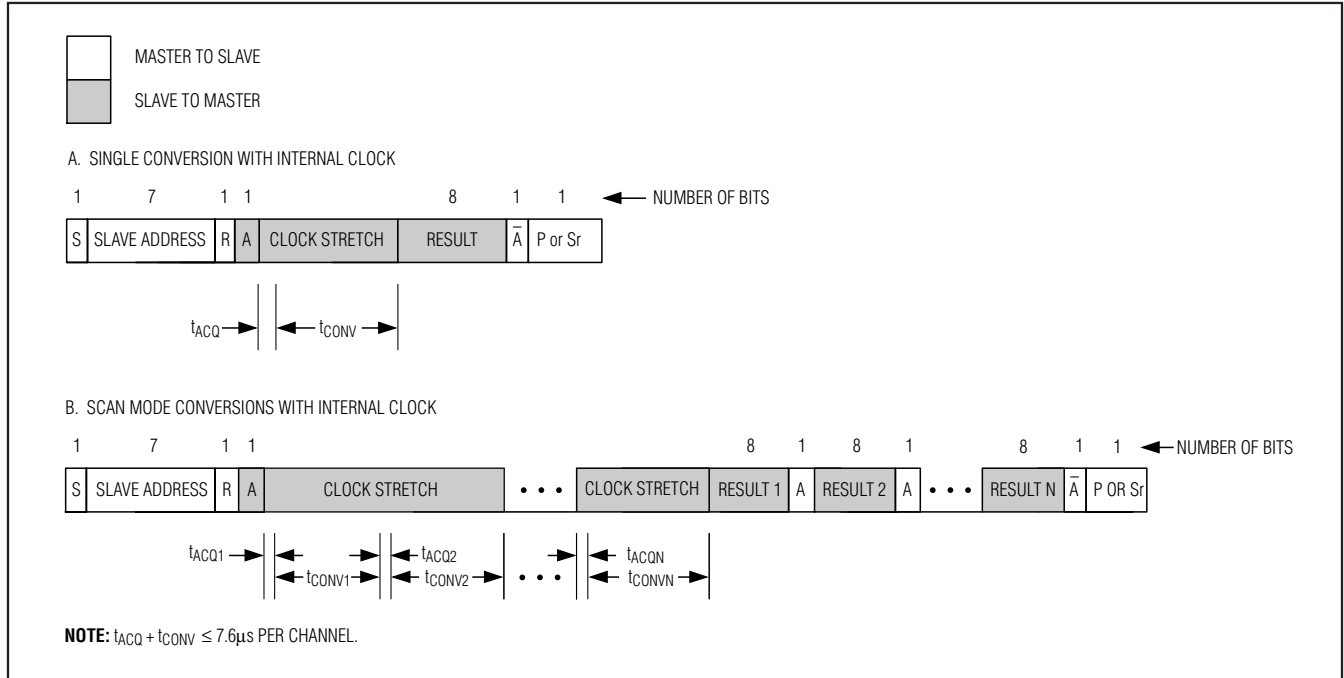 MASTER TO SLAVE
SLAVE TO MASTER
A. SINGLE CONVERSION WITH INTERNAL CLOCK
1 7 1 1 8 1 1 NUMBER OF BITS
S SLAVE ADDRESS R A CLOCK STRETCH RESULT A̅ P or Sr
tACQ tCONV
B. SCAN MODE CONVERSIONS WITH INTERNAL CLOCK
1 7 1 1 8 1 8 1 8 1 1 NUMBER OF BITS
S SLAVE ADDRESS R A CLOCK STRETCH • • • CLOCK STRETCH RESULT 1 A RESULT 2 A • • • RESULT N A̅ P OR Sr
tACQ1 tACQ2 tACQN
tCONV1 tCONV2 • • • tCONVN
NOTE: tACQ + tCONV ≤ 7.6μs PER CHANNEL.